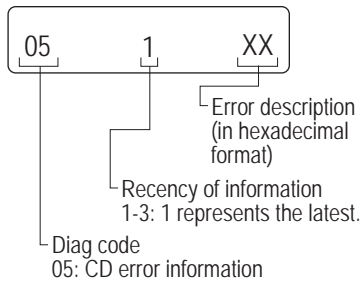 05 1 XX
Error description
(in hexadecimal
format)
Recency of information
1-3: 1 represents the latest.
Diag code
05: CD error information